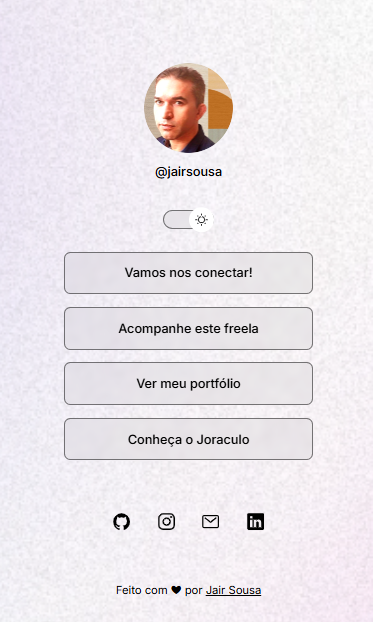 @jairsousa
Vamos nos conectar!
Acompanhe este freela
Ver meu portfólio
Conheça o Joraculo
Feito com ♥ por Jair Sousa